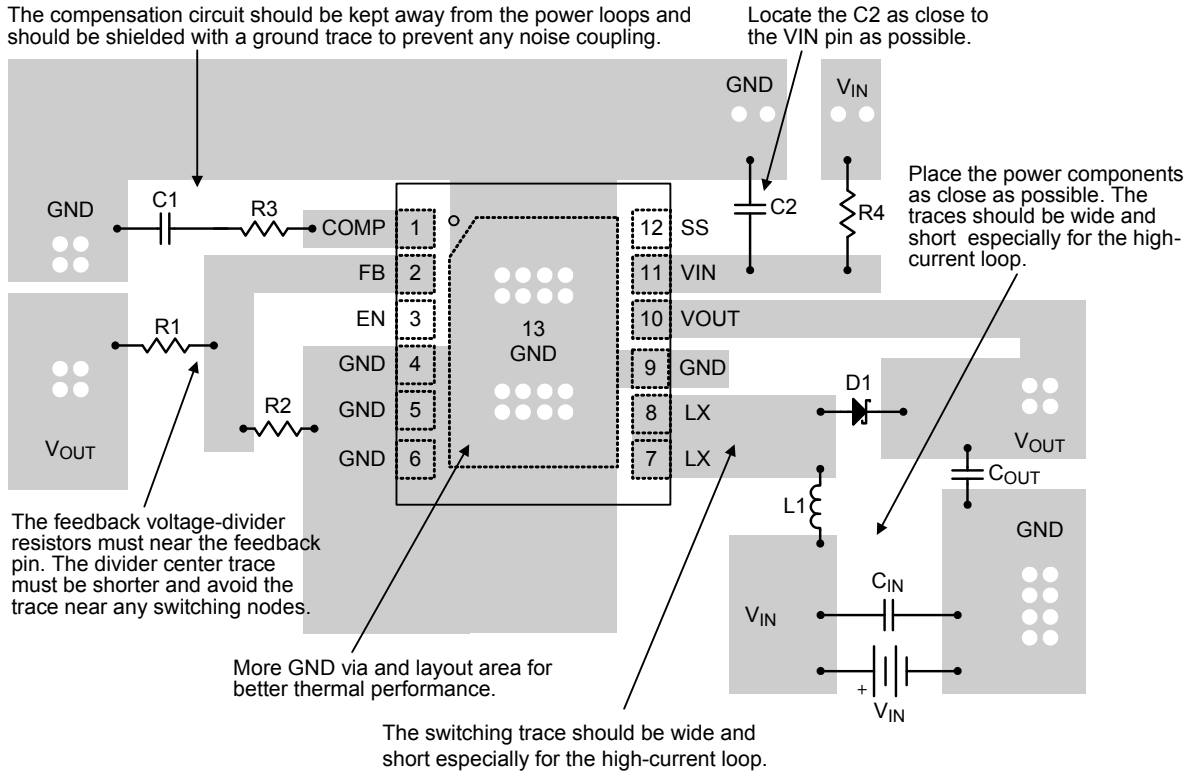 The compensation circuit should be kept away from the power loops and
should be shielded with a ground trace to prevent any noise coupling.
Locate the C2 as close to
the VIN pin as possible.
GND
VIN
Place the power components
as close as possible. The
traces should be wide and
short especially for the high-
current loop.
GND
C1
R3
COMP
1
12
SS
C2
R4
FB
2
11
VIN
EN
3
10
VOUT
R1
13
GND
GND
4
9
GND
D1
R2
GND
5
8
LX
VOUT
GND
6
7
LX
VOUT
COUT
L1
GND
The feedback voltage-divider
resistors must near the feedback
pin. The divider center trace
must be shorter and avoid the
trace near any switching nodes.
CIN
VIN
+
VIN
More GND via and layout area for
better thermal performance.
The switching trace should be wide and
short especially for the high-current loop.